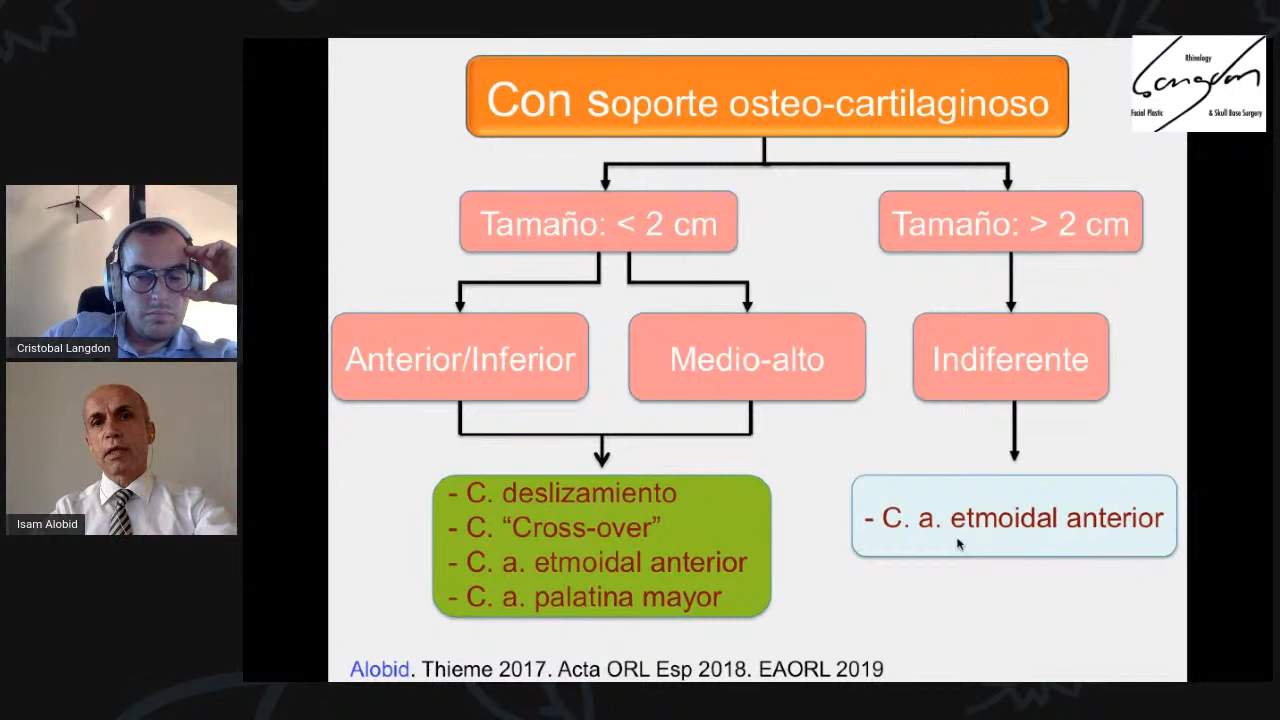 Con soporte osteo-cartilaginoso
Rhinology
Langdon
Facial Plastic & Skull Base Surgery
Tamaño: < 2 cm
Tamaño: > 2 cm
Anterior/Inferior
Medio-alto
Indiferente
- C. deslizamiento
- C. “Cross-over”
- C. a. etmoidal anterior
- C. a. palatina mayor
- C. a. etmoidal anterior
Alobid. Thieme 2017. Acta ORL Esp 2018. EAORL 2019
Cristobal Langdon
Isam Alobid